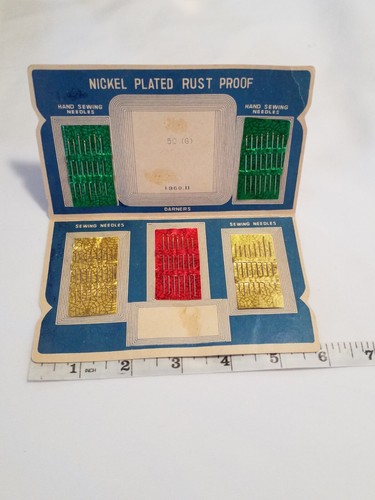 NICKEL PLATED RUST PROOF
HAND SEWING
NEEDLES
HAND SEWING
NEEDLES
50 (6)
1968.11
DARNERS
SEWING NEEDLES
SEWING NEEDLES
1 INCH 2 3 4 5 6 7